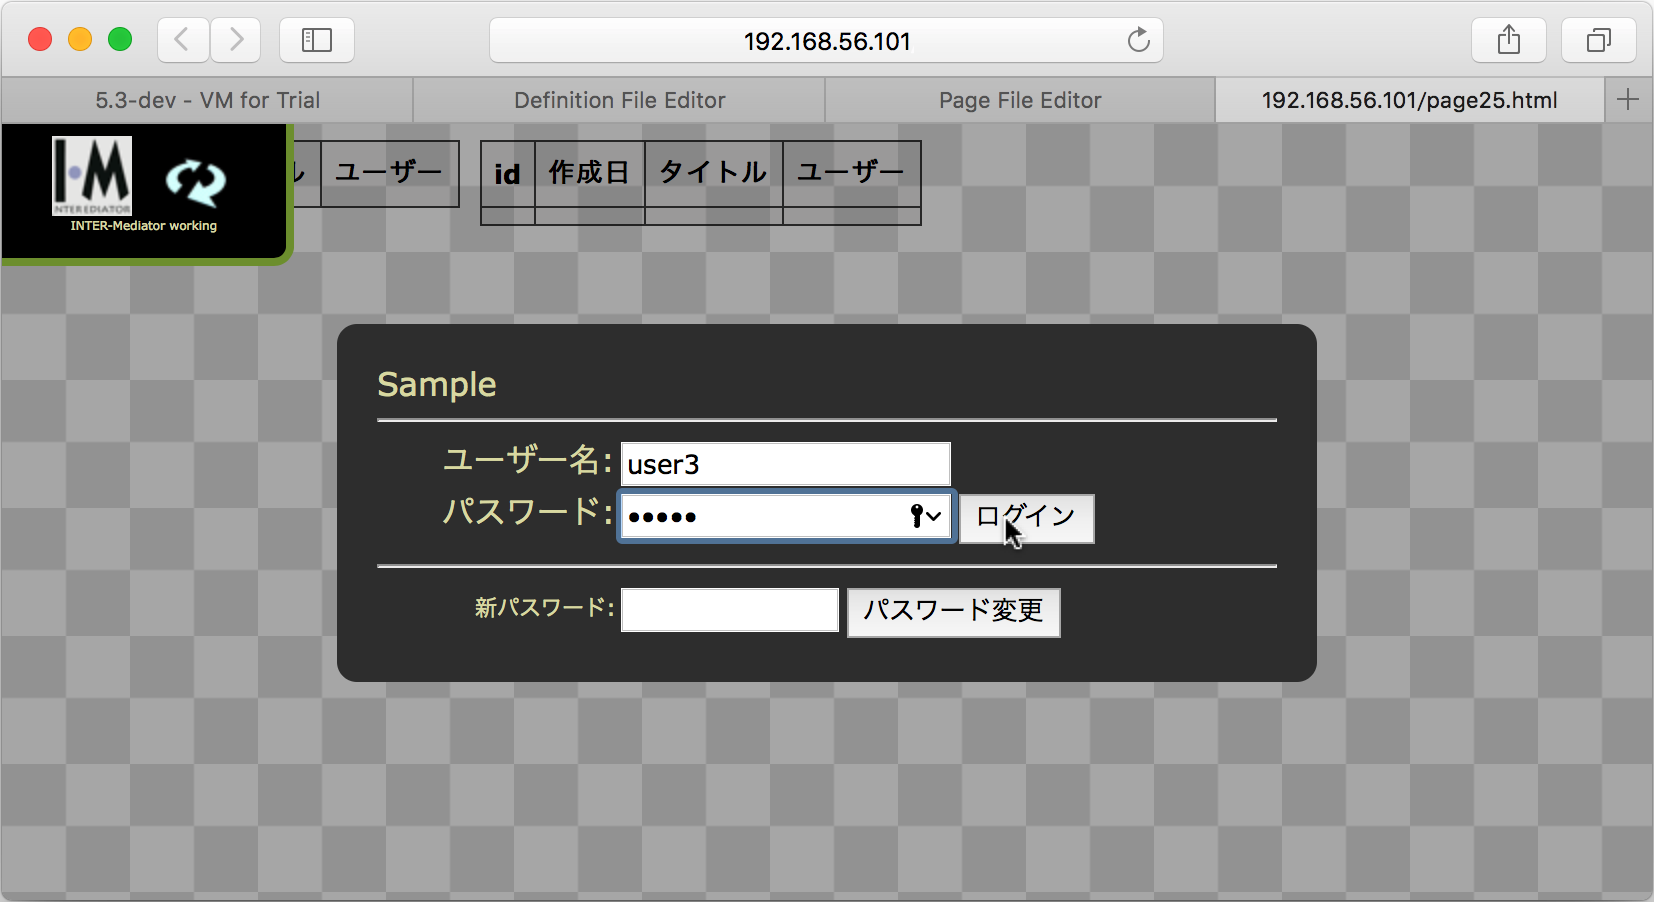 192.168.56.101
5.3-dev - VM for Trial
Definition File Editor
Page File Editor
192.168.56.101/page25.html
I·M
NTER EDIATOR
INTER-Mediator working
ル ユーザー
id 作成日 タイトル ユーザー
Sample
ユーザー名: user3
パスワード: ●●●●● ログイン
新パスワード: パスワード変更